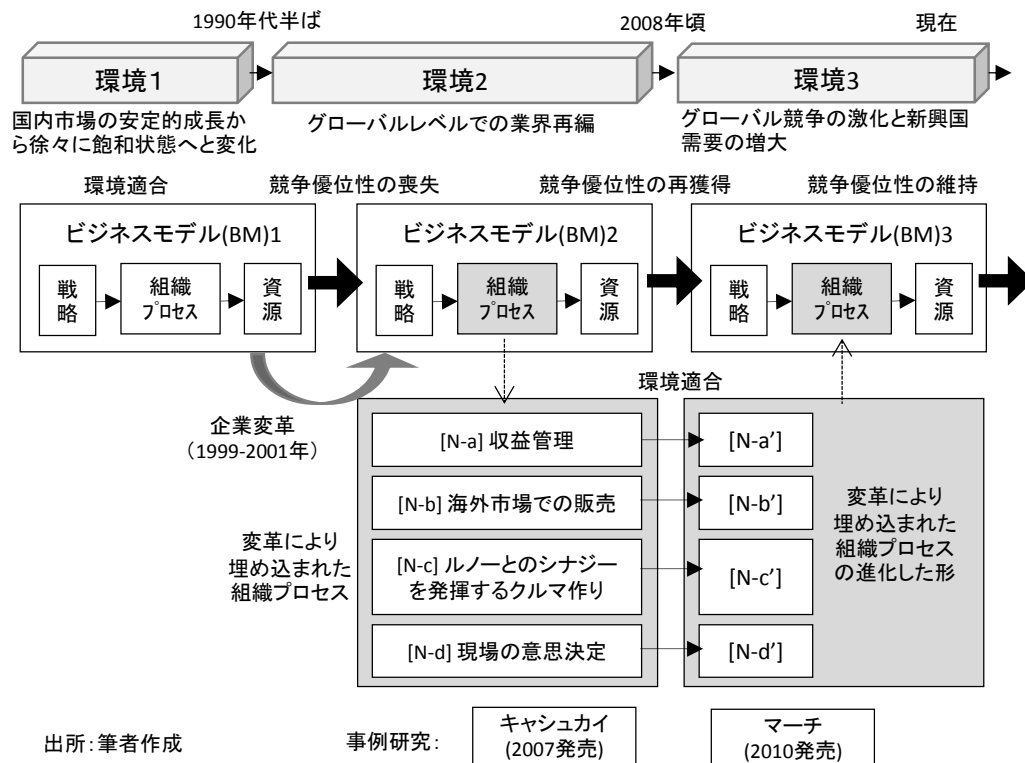 1990年代半ば
2008年頃
現在
環境1
環境2
環境3
国内市場の安定的成長か
ら徐々に飽和状態へと変化
グローバルレベルでの業界再編
グローバル競争の激化と新興国
需要の増大
環境適合
競争優位性の喪失
競争優位性の再獲得
競争優位性の維持
ビジネスモデル(BM)1
戦略
組織
プロセス
資源
ビジネスモデル(BM)2
戦略
組織
プロセス
資源
ビジネスモデル(BM)3
戦略
組織
プロセス
資源
環境適合
企業変革
（1999-2001年）
変革により
埋め込まれた
組織プロセス
[N-a] 収益管理
[N-b] 海外市場での販売
[N-c] ルノーとのシナジー
を発揮するクルマ作り
[N-d] 現場の意思決定
[N-a’]
[N-b’]
[N-c’]
[N-d’]
変革により
埋め込まれた
組織プロセス
の進化した形
出所：筆者作成
事例研究：
キャシュカイ
(2007発売)
マーチ
(2010発売)